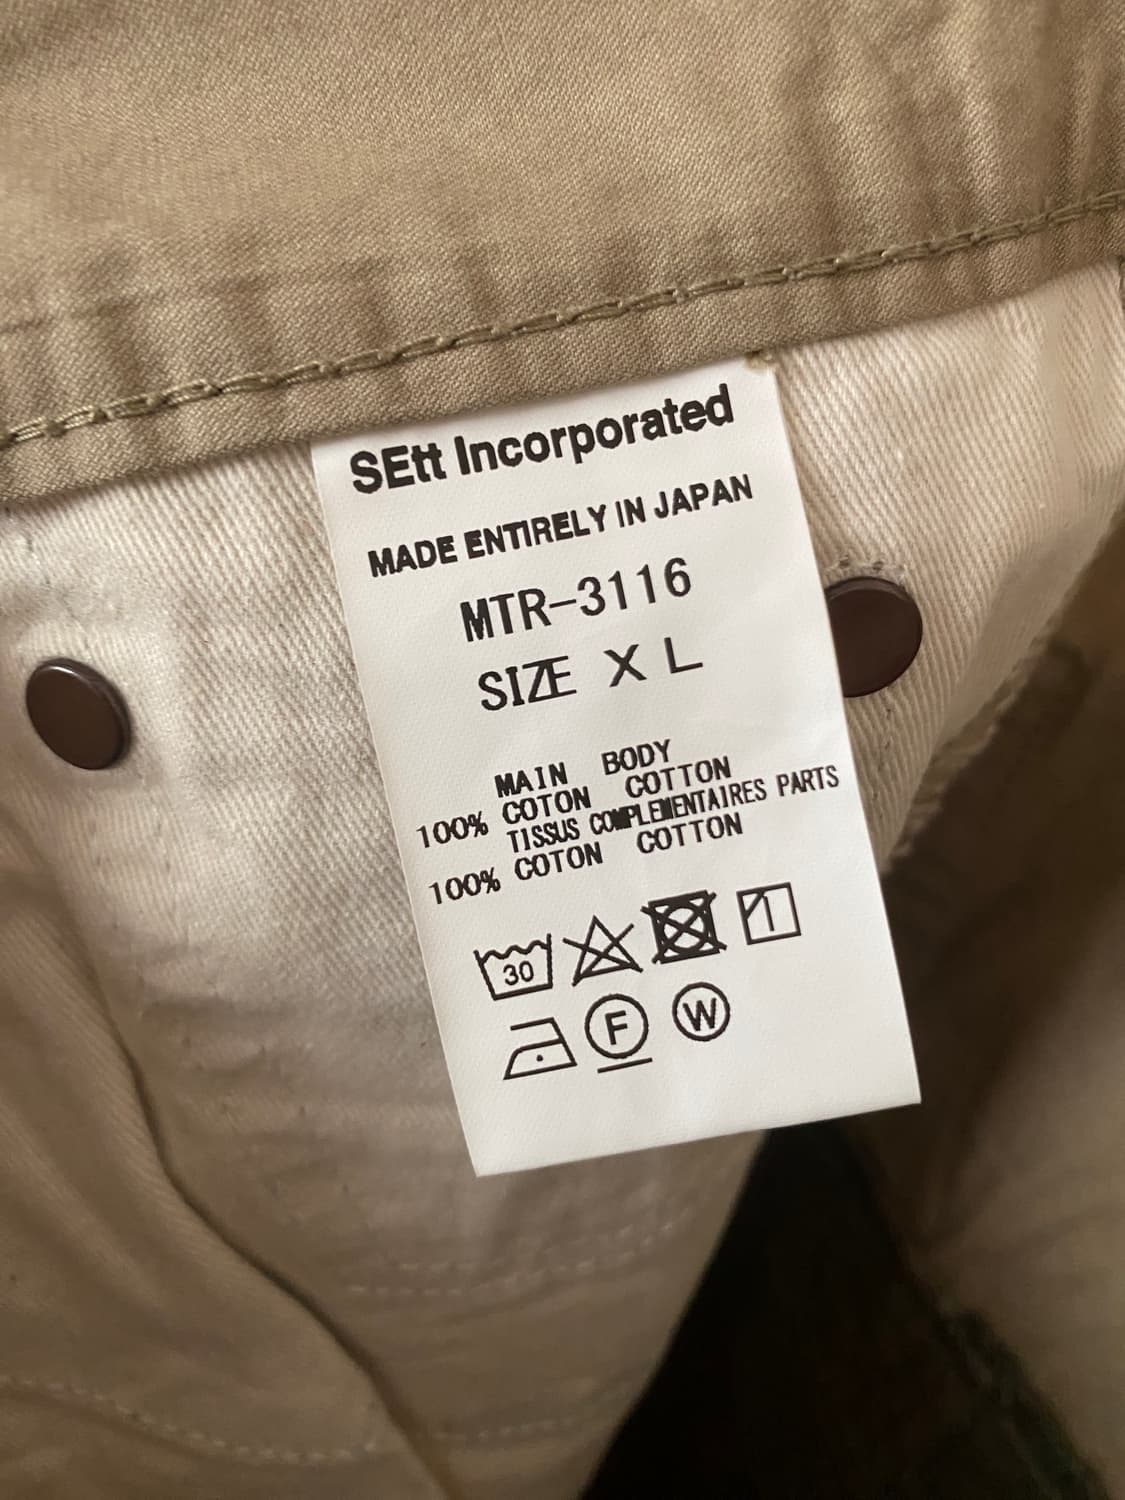 SEtt Incorporated
MADE ENTIRELY IN JAPAN
MTR-3116
SIZE XL
MAIN BODY
100% COTON COTTON
TISSUS COMPLEMENTAIRES PARTS
100% COTON COTTON
30
F W